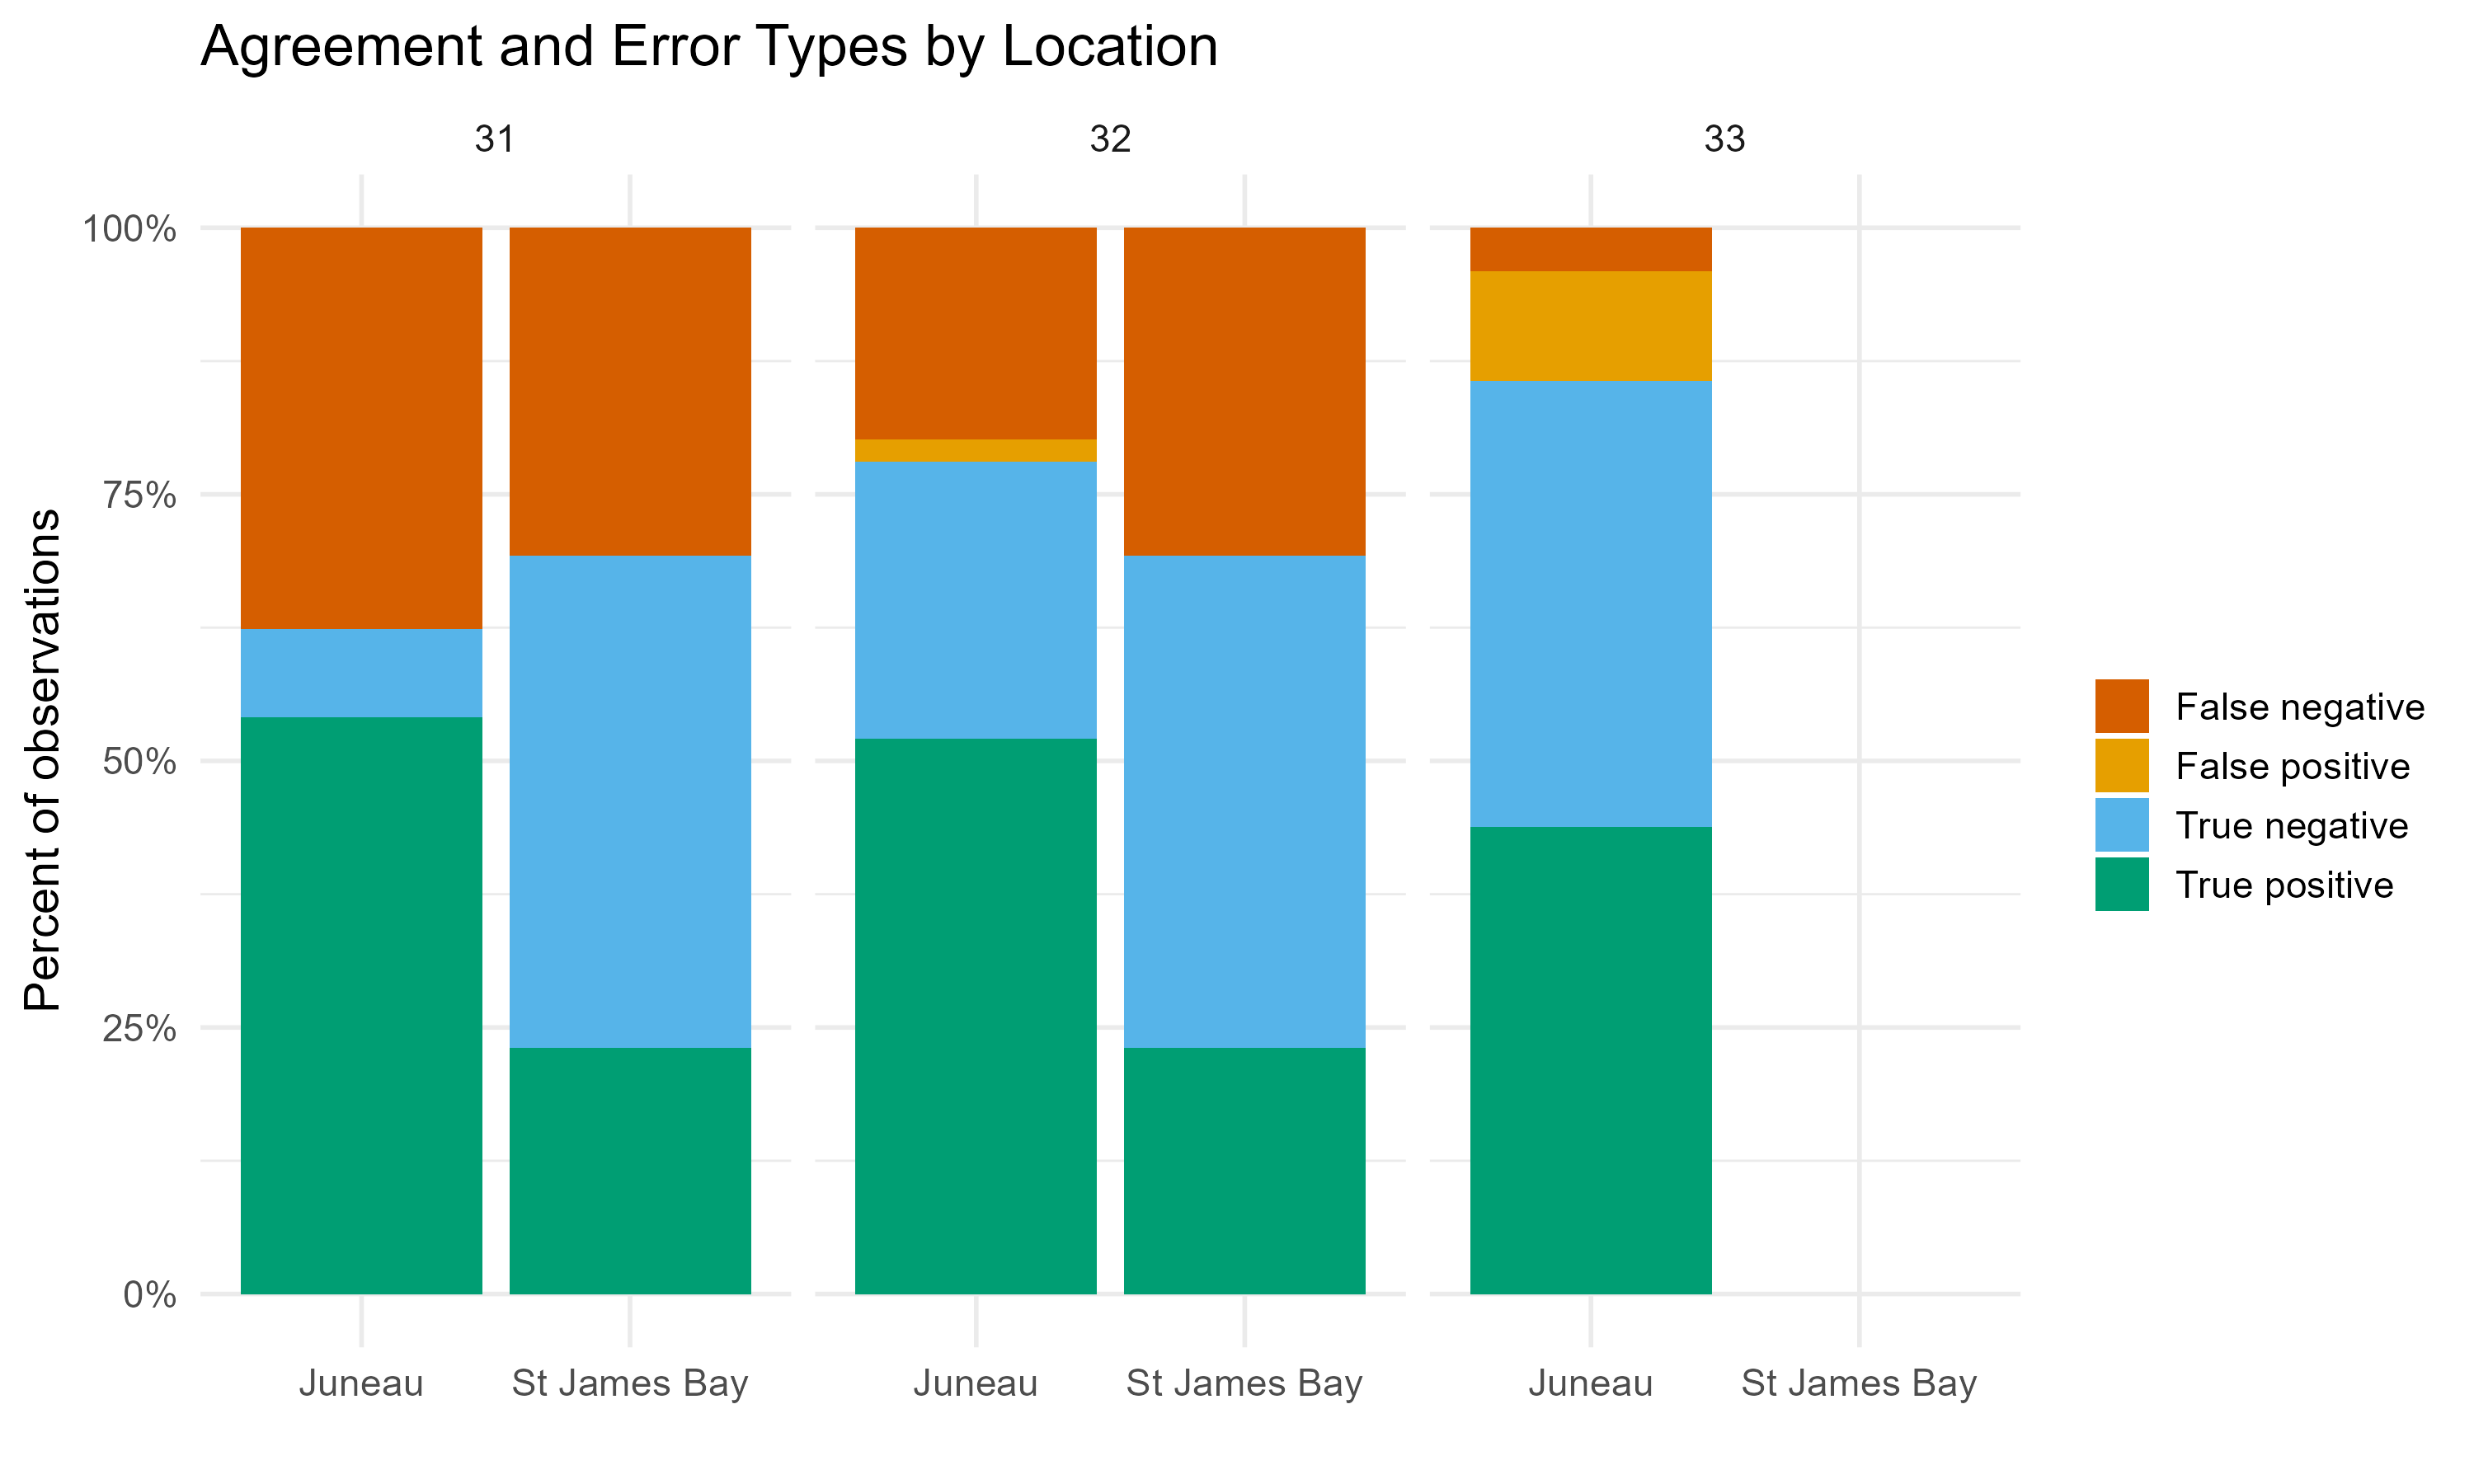 Agreement and Error Types by Location
31
32
33
Percent of observations
100%
75%
50%
25%
0%
Juneau
St James Bay
Juneau
St James Bay
Juneau
St James Bay
False negative
False positive
True negative
True positive